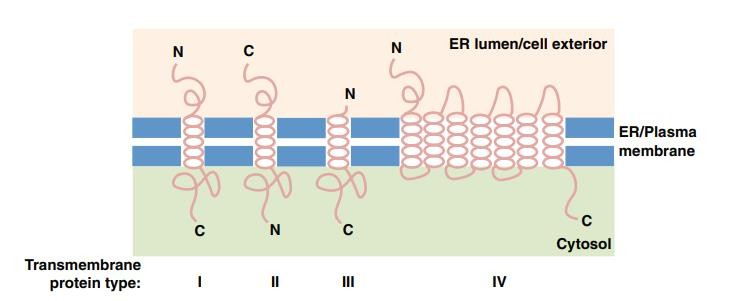 N
C
N
N
ER lumen/cell exterior
ER/Plasma
membrane
C
N
C
C
Cytosol
Transmembrane
protein type:
I
II
III
IV